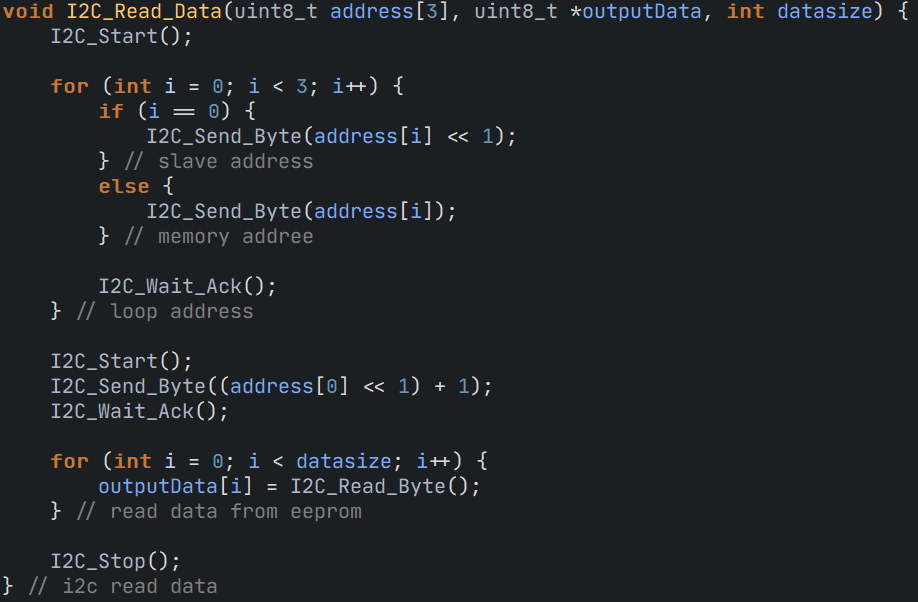 void I2C_Read_Data(uint8_t address[3], uint8_t *outputData, int datasize) {
    I2C_Start();

    for (int i = 0; i < 3; i++) {
        if (i == 0) {
            I2C_Send_Byte(address[i] << 1);
        } // slave address
        else {
            I2C_Send_Byte(address[i]);
        } // memory addree

        I2C_Wait_Ack();
    } // loop address

    I2C_Start();
    I2C_Send_Byte((address[0] << 1) + 1);
    I2C_Wait_Ack();

    for (int i = 0; i < datasize; i++) {
        outputData[i] = I2C_Read_Byte();
    } // read data from eeprom

    I2C_Stop();
} // i2c read data